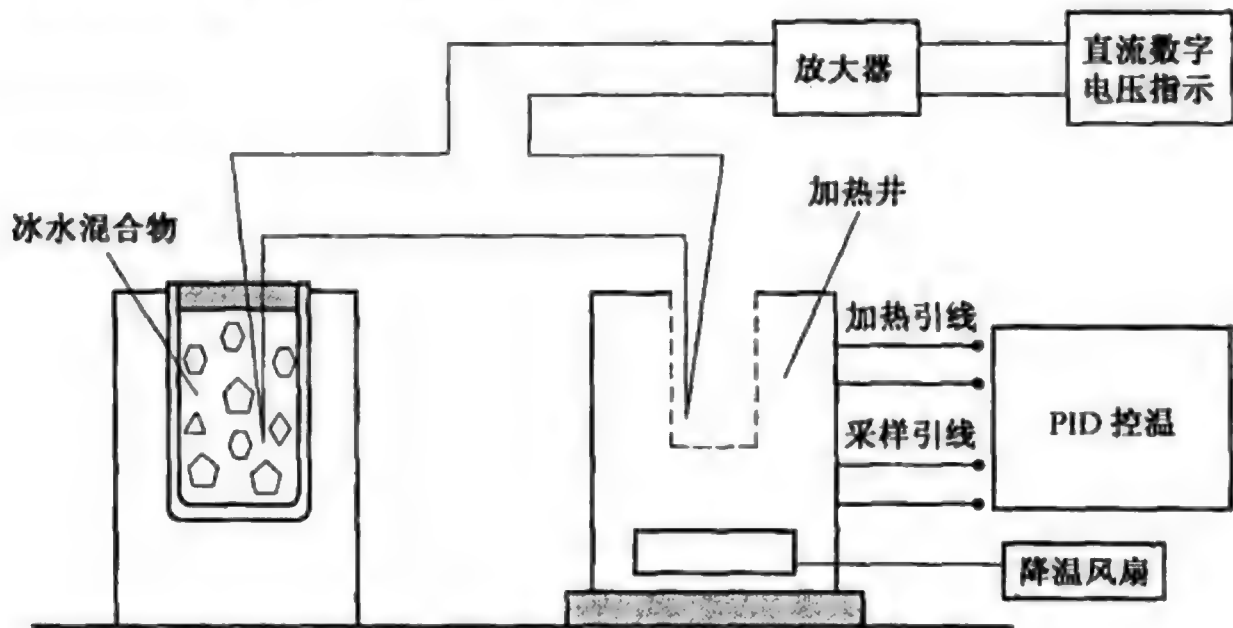 放大器
直流数字
电压指示
冰水混合物
加热井
加热引线
采样引线
PID 控温
降温风扇